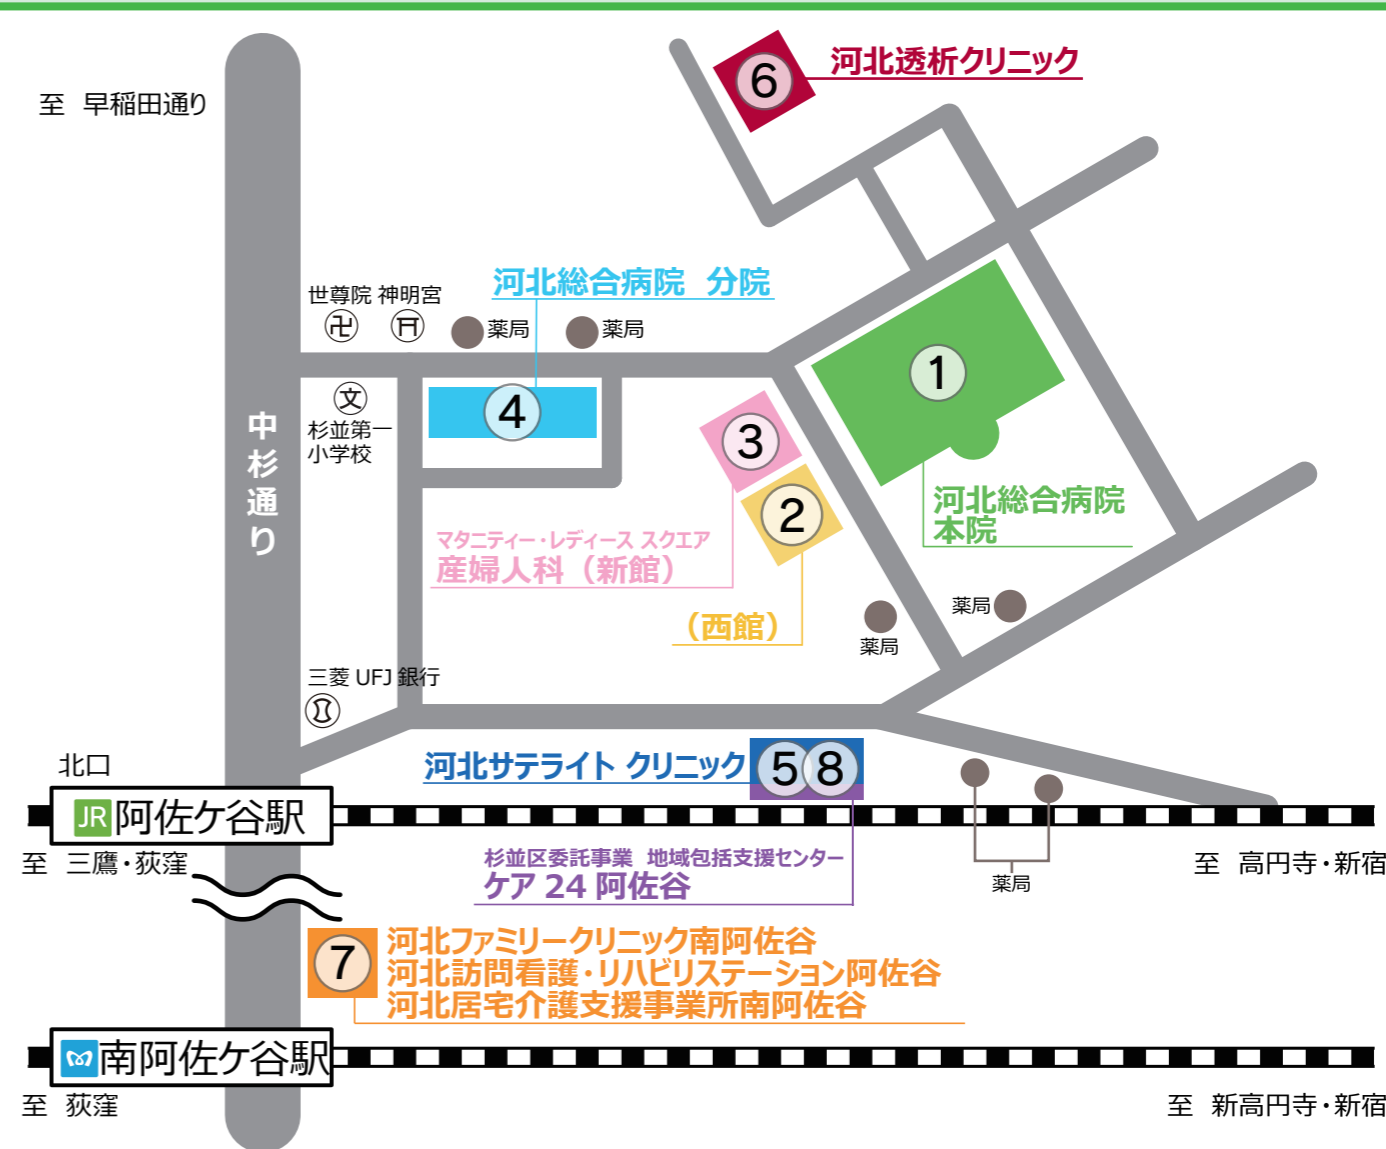 6
河北透析クリニック
至 早稲田通り
河北総合病院 分院
世尊院 神明宮
卍
薬局
薬局
1
文
杉並第一
小学校
4
3
中杉通り
2
河北総合病院
本院
マタニティー・レディース スクエア
産婦人科（新館）
（西館）
薬局
薬局
三菱 UFJ 銀行
北口
河北サテライト クリニック
5 8
JR 阿佐ケ谷駅
至 三鷹・荻窪
杉並区委託事業 地域包括支援センター
ケア 24 阿佐谷
薬局
至 高円寺・新宿
7
河北ファミリークリニック南阿佐谷
河北訪問看護・リハビリステーション阿佐谷
河北居宅介護支援事業所南阿佐谷
南阿佐ケ谷駅
至 荻窪
至 新高円寺・新宿